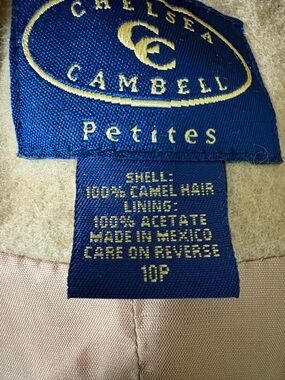 CHELSEA
CC
CAMBELL
Petites
SHELL:
100% CAMEL HAIR
LINING:
100% ACETATE
MADE IN MEXICO
CARE ON REVERSE
10P